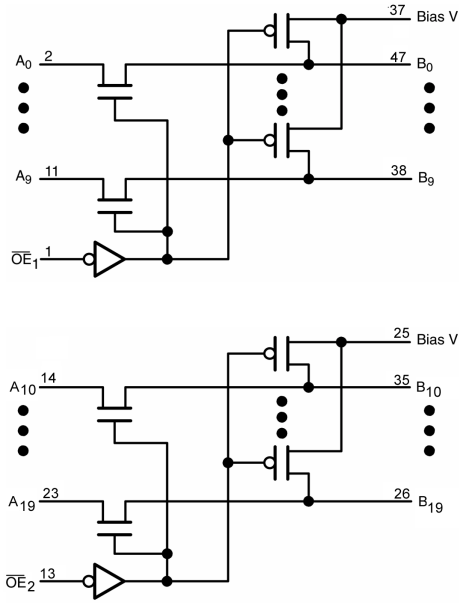 37 Bias V
A0 2 47 B0
A9 11 38 B9
OE1 1
25 Bias V
A10 14 35 B10
A19 23 26 B19
OE2 13